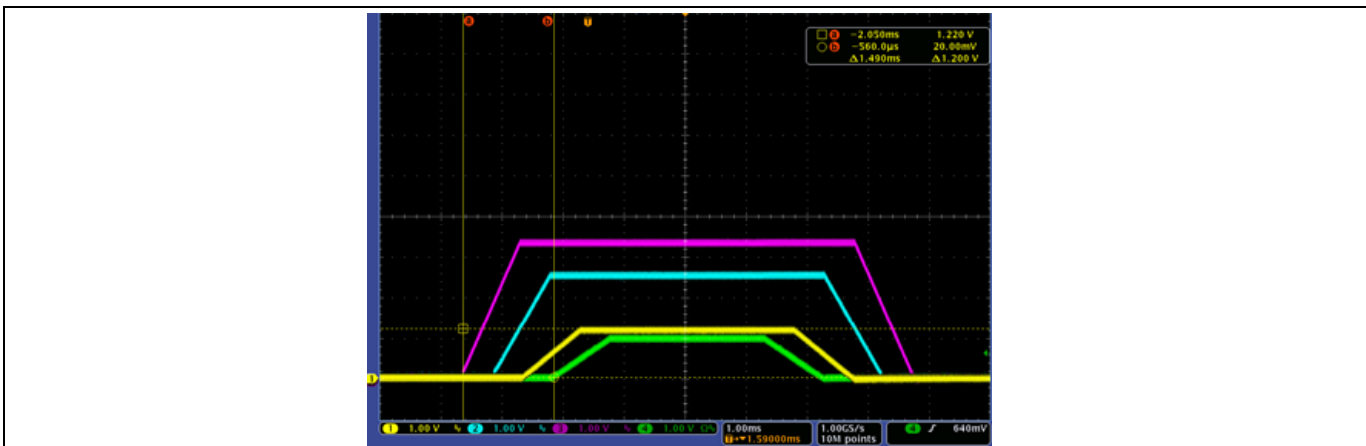 a b T
a −2.050ms 1.220 V
b −560.0µs 20.00mV
Δ1.490ms Δ1.200 V
1
1 1.00 V 2 1.00 V 3 1.00 V 4 1.00 V Ω 1.00ms 1.00GS/s 4 640mV
T→▼1.59000ms 10M points